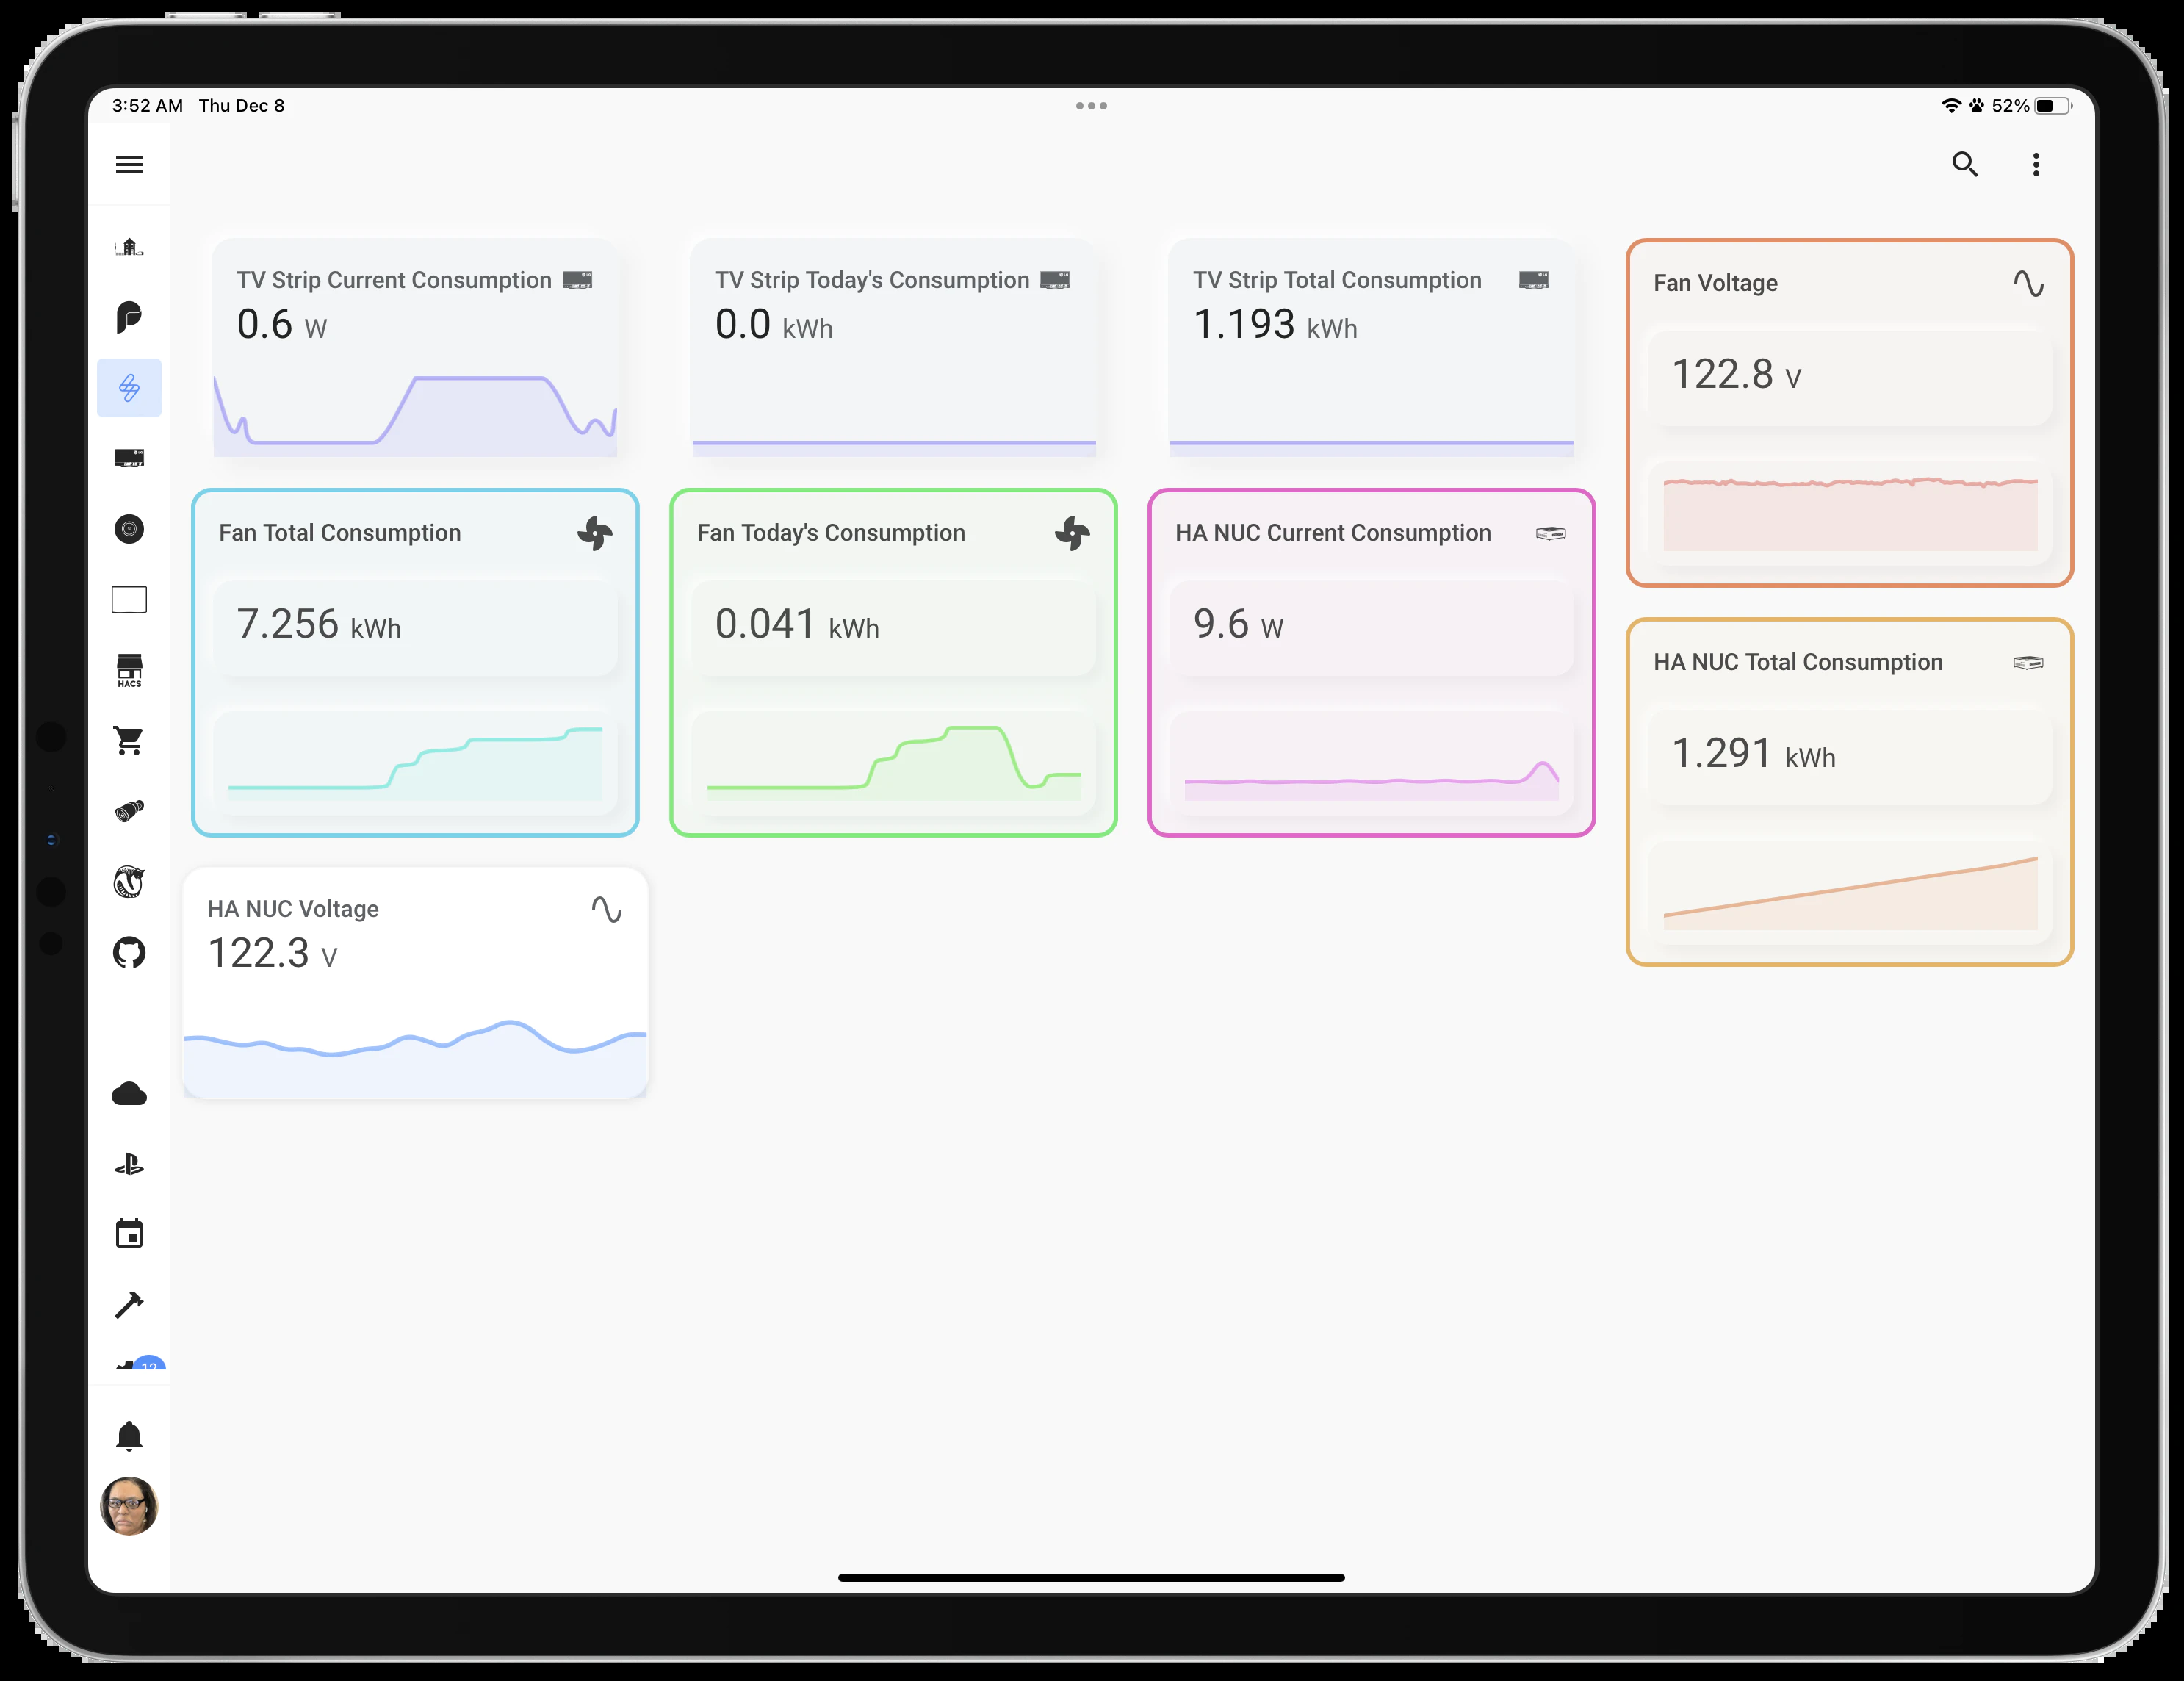 3:52 AM Thu Dec 8
52%
TV Strip Current Consumption
0.6 W
TV Strip Today's Consumption
0.0 kWh
TV Strip Total Consumption
1.193 kWh
Fan Voltage
122.8 V
Fan Total Consumption
7.256 kWh
Fan Today's Consumption
0.041 kWh
HA NUC Current Consumption
9.6 W
HA NUC Total Consumption
1.291 kWh
HA NUC Voltage
122.3 V
HACS